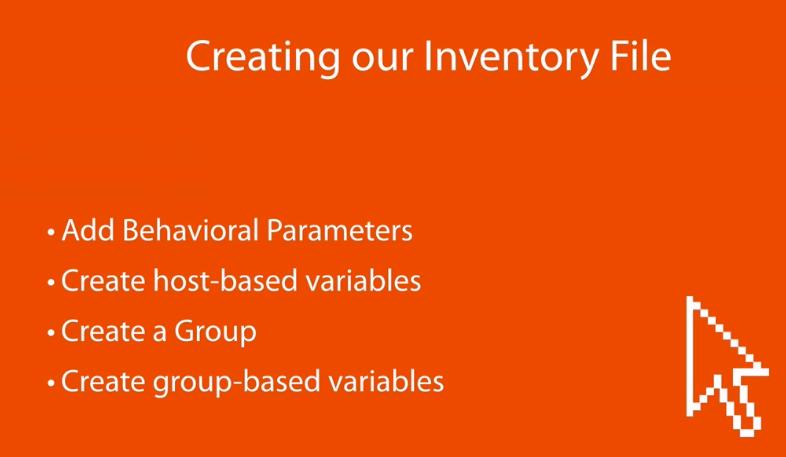 Creating our Inventory File
• Add Behavioral Parameters
• Create host-based variables
• Create a Group
• Create group-based variables